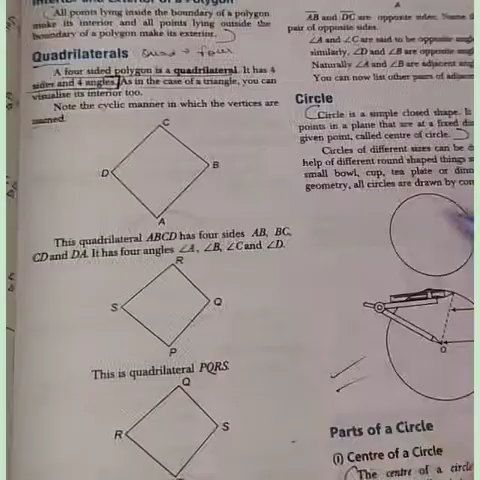 Interior and Exterior of a Polygon
All points lying inside the boundary of a polygon
make its interior and all points lying outside the
boundary of a polygon make its exterior.
Quadrilaterals
four
A four sided polygon is a quadrilateral. It has 4
sides and 4 angles. As in the case of a triangle, you can
visualise its interior too.
Note the cyclic manner in which the vertices are
named.
C
D
B
A
This quadrilateral ABCD has four sides AB, BC,
CD and DA. It has four angles ∠A, ∠B, ∠C and ∠D.
R
S
Q
P
This is quadrilateral PQRS.
Q
R
S
A
AB and DC are opposite sides.
pair of opposite sides.
∠A and ∠C are said to be opposite
similarly, ∠D and ∠B are opposite
Naturally ∠A and ∠B are adjacent
You can now list other pairs of
Circle
Circle is a simple closed shape.
points in a plane that are at a fixed
given point, called centre of circle.
Circles of different sizes can be
help of different round shaped things
small bowl, cup, tea plate or
geometry, all circles are drawn by
O
Parts of a Circle
(i) Centre of a Circle
The centre of a circle